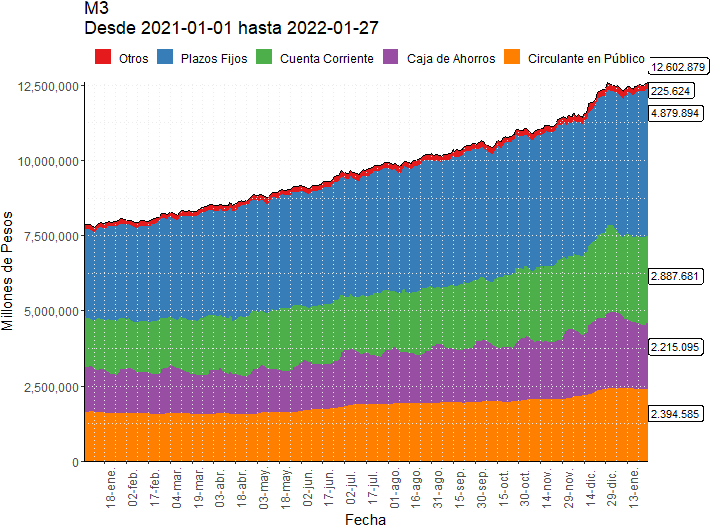 M3
Desde 2021-01-01 hasta 2022-01-27
Otros Plazos Fijos Cuenta Corriente Caja de Ahorros Circulante en Público
12.602.879
225.624
4.879.894
2.887.681
2.215.095
2.394.585
12,500,000
10,000,000
7,500,000
5,000,000
2,500,000
0
Millones de Pesos
18-ene. 02-feb. 17-feb. 04-mar. 19-mar. 03-abr. 18-abr. 03-may. 18-may. 02-jun. 17-jun. 02-jul. 17-jul. 01-ago. 16-ago. 31-ago. 15-sep. 30-sep. 15-oct. 30-oct. 14-nov. 29-nov. 14-dic. 29-dic. 13-ene.
Fecha